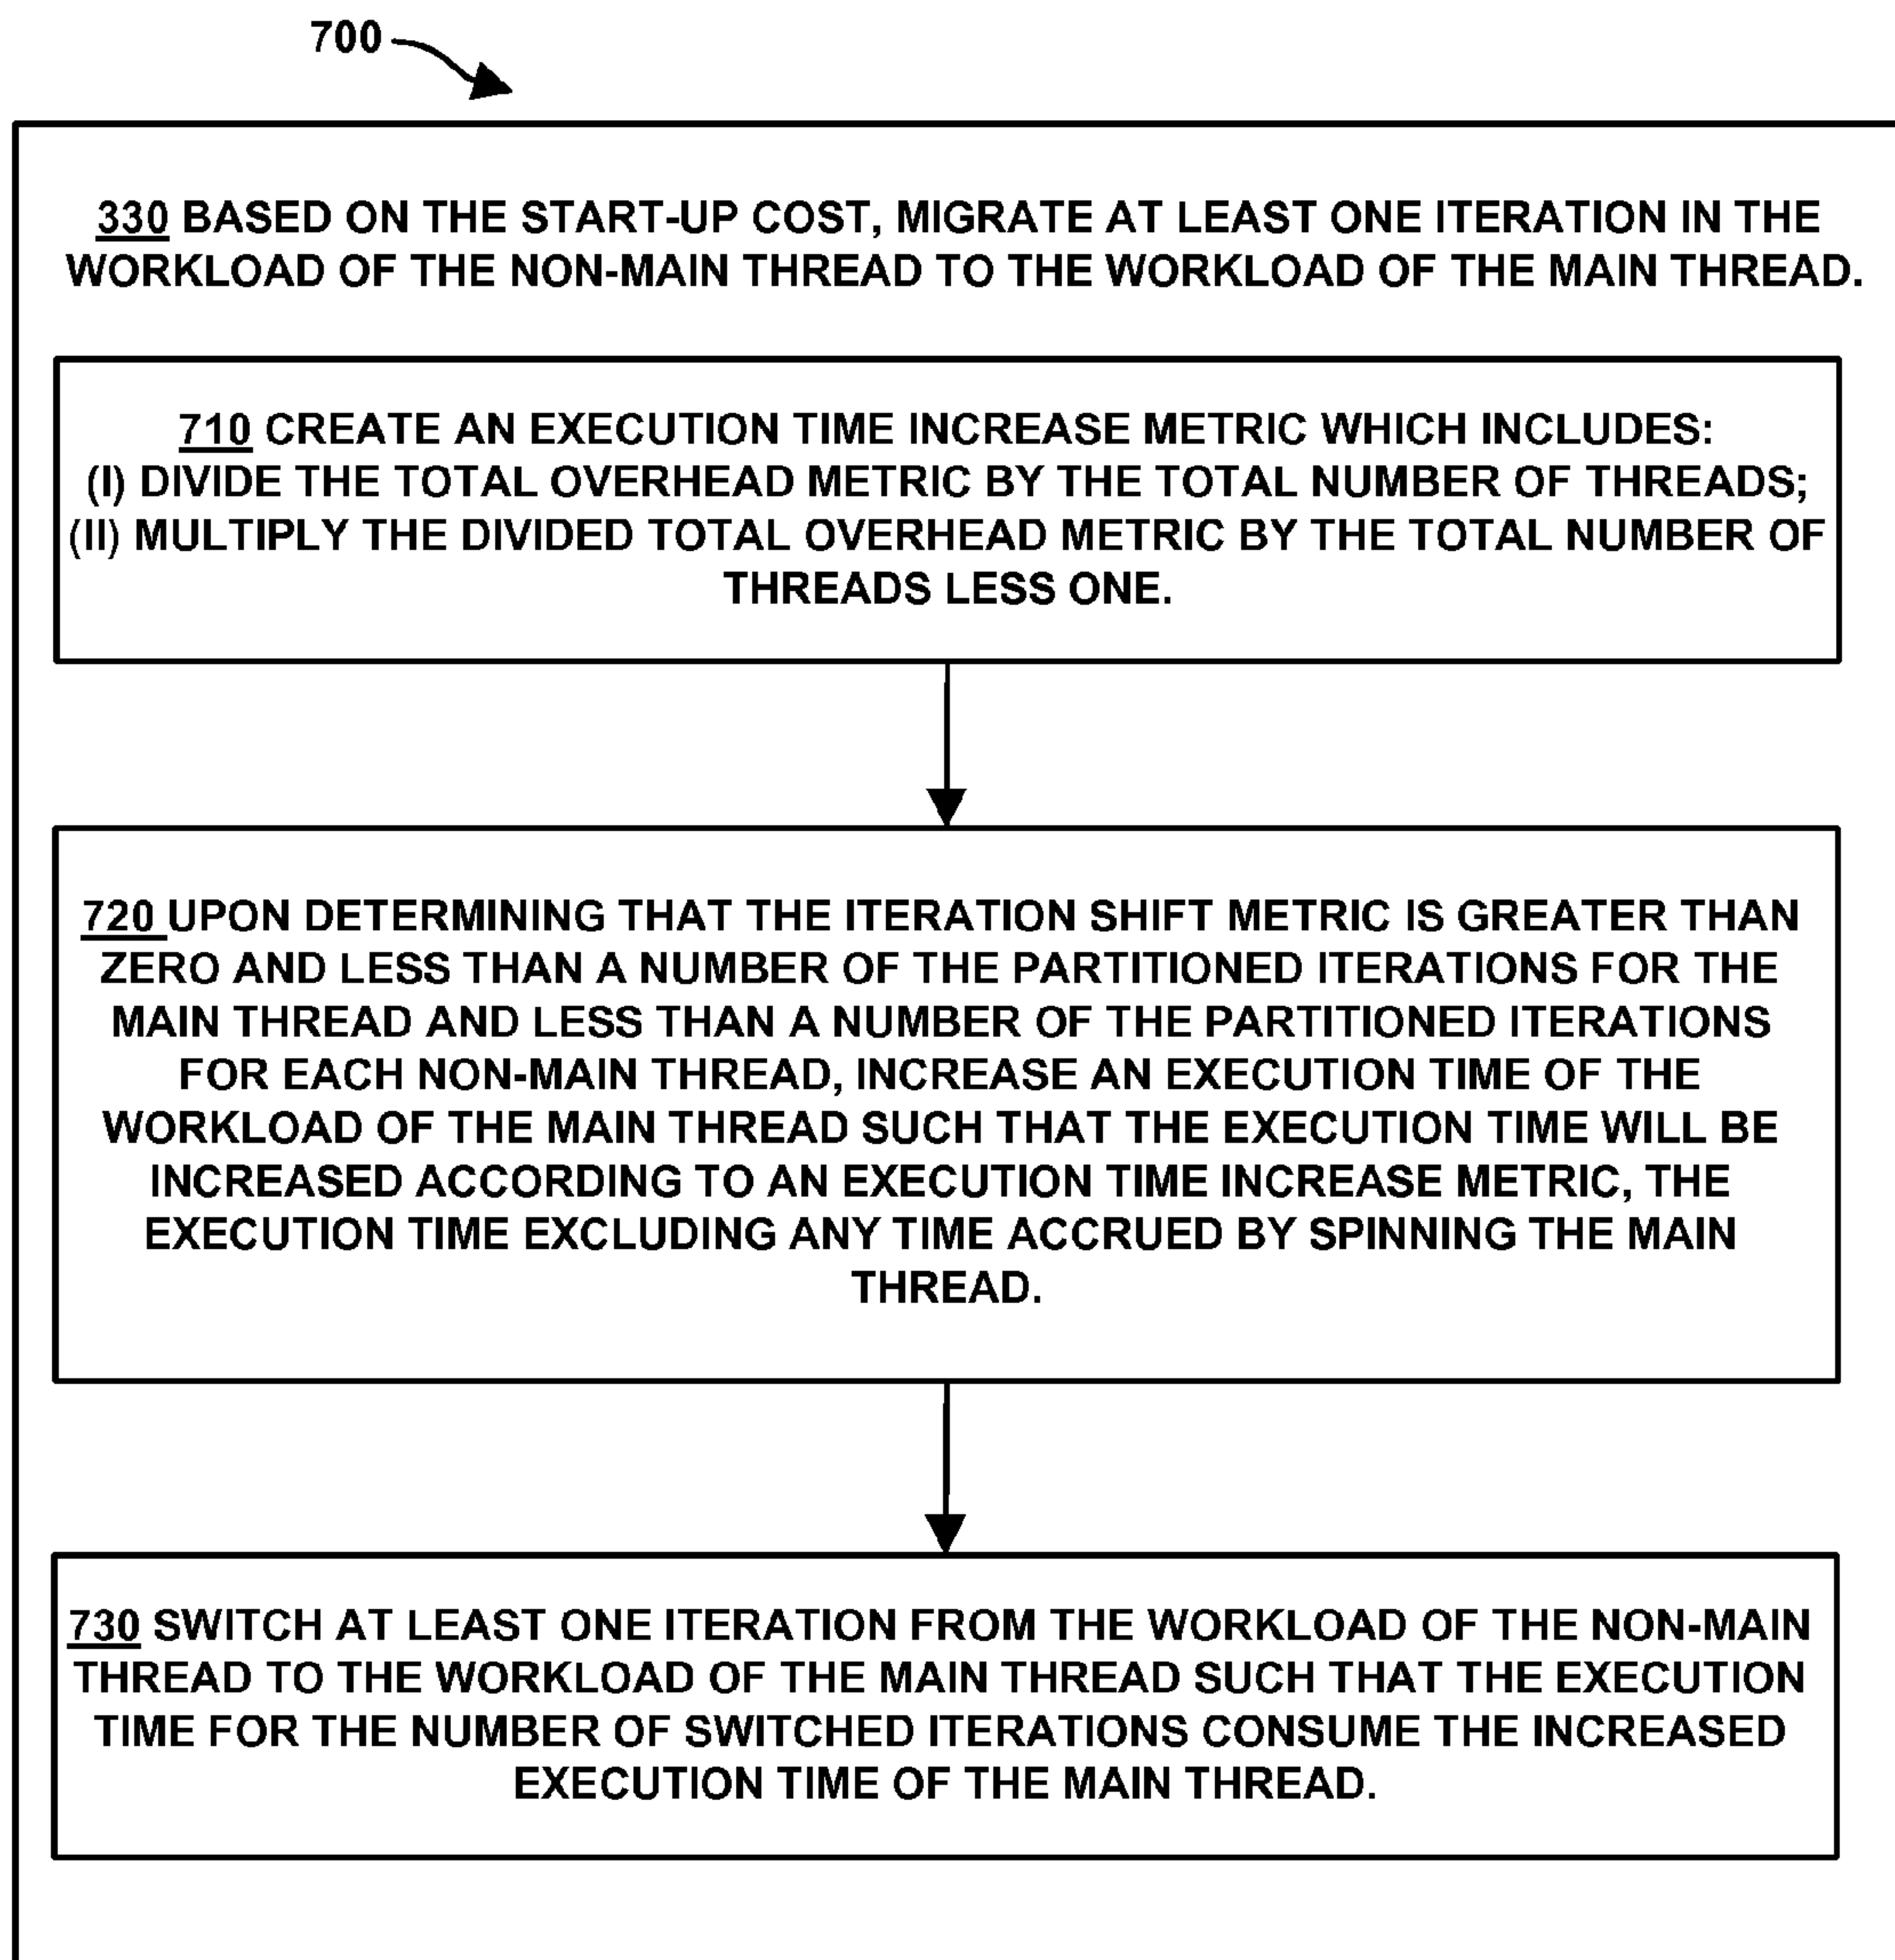 700
330 BASED ON THE START-UP COST, MIGRATE AT LEAST ONE ITERATION IN THE
WORKLOAD OF THE NON-MAIN THREAD TO THE WORKLOAD OF THE MAIN THREAD.
710 CREATE AN EXECUTION TIME INCREASE METRIC WHICH INCLUDES:
(I) DIVIDE THE TOTAL OVERHEAD METRIC BY THE TOTAL NUMBER OF THREADS;
(II) MULTIPLY THE DIVIDED TOTAL OVERHEAD METRIC BY THE TOTAL NUMBER OF
THREADS LESS ONE.
720 UPON DETERMINING THAT THE ITERATION SHIFT METRIC IS GREATER THAN
ZERO AND LESS THAN A NUMBER OF THE PARTITIONED ITERATIONS FOR THE
MAIN THREAD AND LESS THAN A NUMBER OF THE PARTITIONED ITERATIONS
FOR EACH NON-MAIN THREAD, INCREASE AN EXECUTION TIME OF THE
WORKLOAD OF THE MAIN THREAD SUCH THAT THE EXECUTION TIME WILL BE
INCREASED ACCORDING TO AN EXECUTION TIME INCREASE METRIC, THE
EXECUTION TIME EXCLUDING ANY TIME ACCRUED BY SPINNING THE MAIN
THREAD.
730 SWITCH AT LEAST ONE ITERATION FROM THE WORKLOAD OF THE NON-MAIN
THREAD TO THE WORKLOAD OF THE MAIN THREAD SUCH THAT THE EXECUTION
TIME FOR THE NUMBER OF SWITCHED ITERATIONS CONSUME THE INCREASED
EXECUTION TIME OF THE MAIN THREAD.